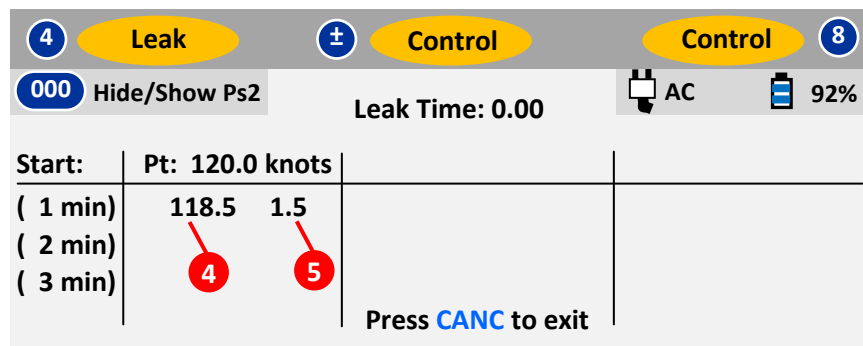 4 Leak ± Control Control 8
000 Hide/Show Ps2 Leak Time: 0.00 AC 92%
Start: Pt: 120.0 knots
( 1 min) 118.5 1.5
( 2 min)
( 3 min)
4 5
Press CANC to exit